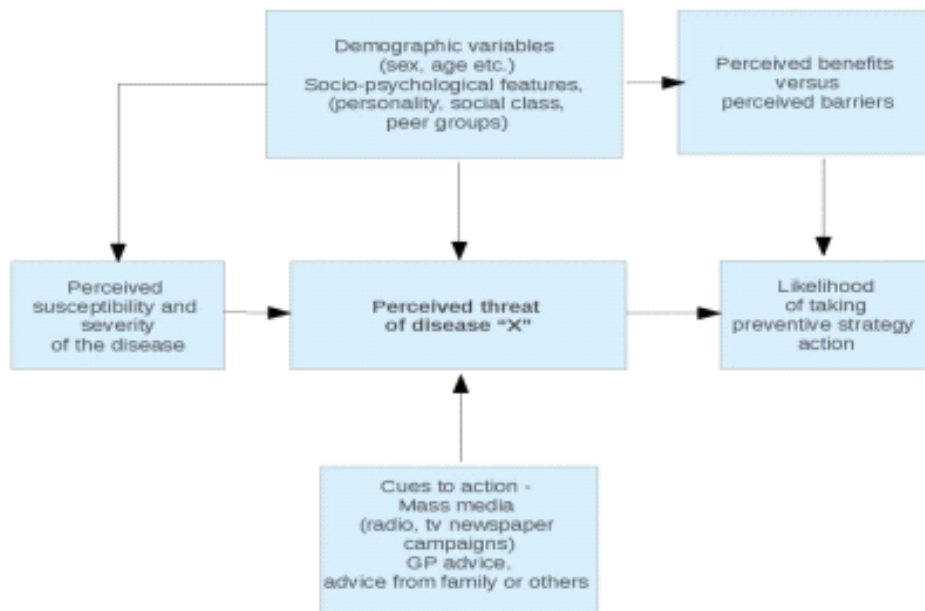 Demographic variables
(sex, age etc.)
Socio-psychological features,
(personality, social class,
peer groups)
Perceived benefits
versus
perceived barriers
Perceived
susceptibility and
severity
of the disease
Perceived threat
of disease “X”
Likelihood
of taking
preventive strategy
action
Cues to action -
Mass media
(radio, tv newspaper
campaigns)
GP advice,
advice from family or others